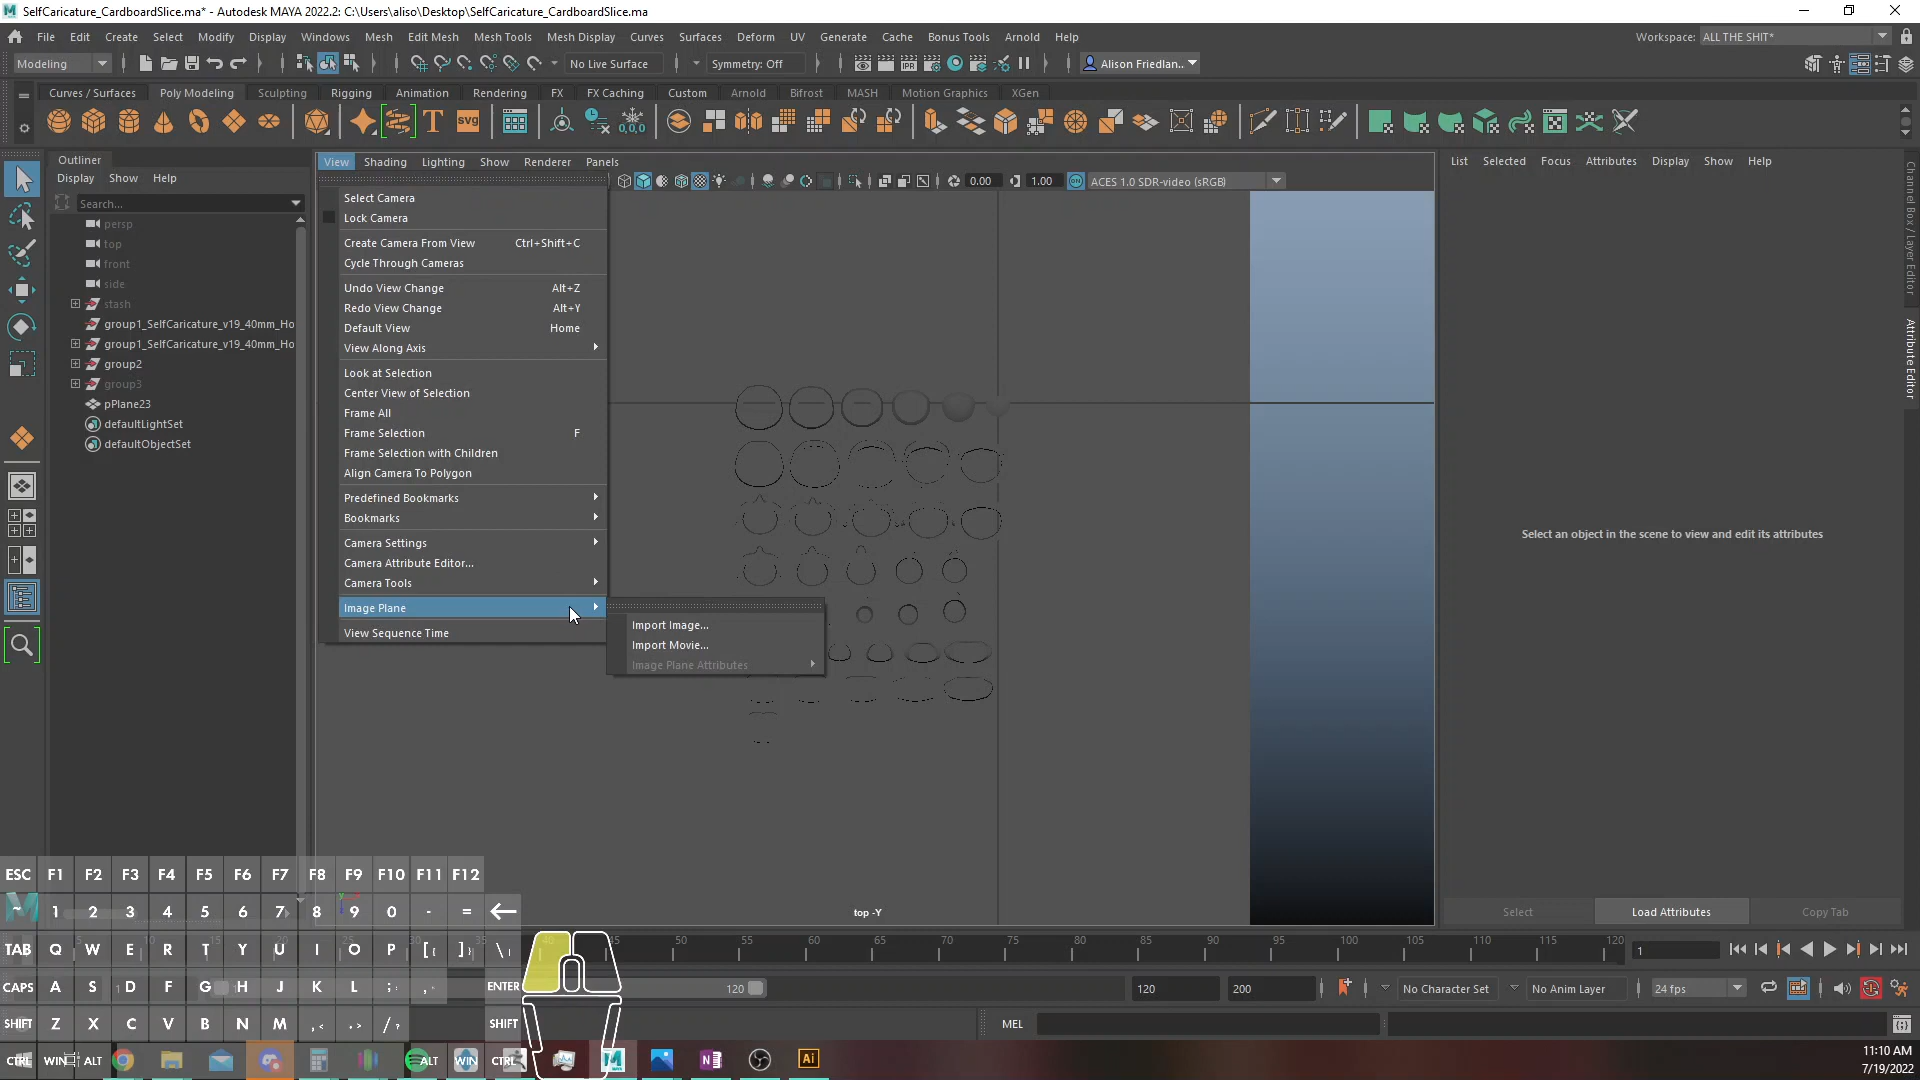 SelfCaricature_CardboardSlice.ma* - Autodesk MAYA 2022.2: C:\Users\aliso\Desktop\SelfCaricature_CardboardSlice.ma
File Edit Create Select Modify Display Windows Mesh Edit Mesh Mesh Tools Mesh Display Curves Surfaces Deform UV Generate Cache Bonus Tools Arnold Help
Workspace: ALL THE SHIT*
Modeling
No Live Surface
Symmetry: Off
Alison Friedlan..
Curves / Surfaces Poly Modeling Sculpting Rigging Animation Rendering FX FX Caching Custom Arnold Bifrost MASH Motion Graphics XGen
Outliner
Display Show Help
Search...
persp
top
front
side
stash
group1_SelfCaricature_v19_40mm_Ho
group1_SelfCaricature_v19_40mm_Ho
group2
group3
pPlane23
defaultLightSet
defaultObjectSet
View Shading Lighting Show Renderer Panels
0.00 1.00 ACES 1.0 SDR-video (sRGB)
Select Camera
Lock Camera
Create Camera From View Ctrl+Shift+C
Cycle Through Cameras
Undo View Change Alt+Z
Redo View Change Alt+Y
Default View Home
View Along Axis
Look at Selection
Center View of Selection
Frame All
Frame Selection F
Frame Selection with Children
Align Camera To Polygon
Predefined Bookmarks
Bookmarks
Camera Settings
Camera Attribute Editor...
Camera Tools
Image Plane
View Sequence Time
Import Image...
Import Movie...
Image Plane Attributes
top -Y
List Selected Focus Attributes Display Show Help
Select an object in the scene to view and edit its attributes
Select Load Attributes Copy Tab
Channel Box / Layer Editor
Attribute Editor
ESC F1 F2 F3 F4 F5 F6 F7 F8 F9 F10 F11 F12
~ 1 2 3 4 5 6 7 8 9 0 - =
TAB Q W E R T Y U I O P [{ ]} \|
CAPS A S D F G H J K L ;: ENTER
SHIFT Z X C V B N M ,< .> /? SHIFT
CTRL WIN ALT ALT WIN CTRL
45 50 55 60 65 70 75 80 85 90 95 100 105 110 115 120
1
120
120 200 No Character Set No Anim Layer 24 fps
MEL
Ai
11:10 AM
7/19/2022